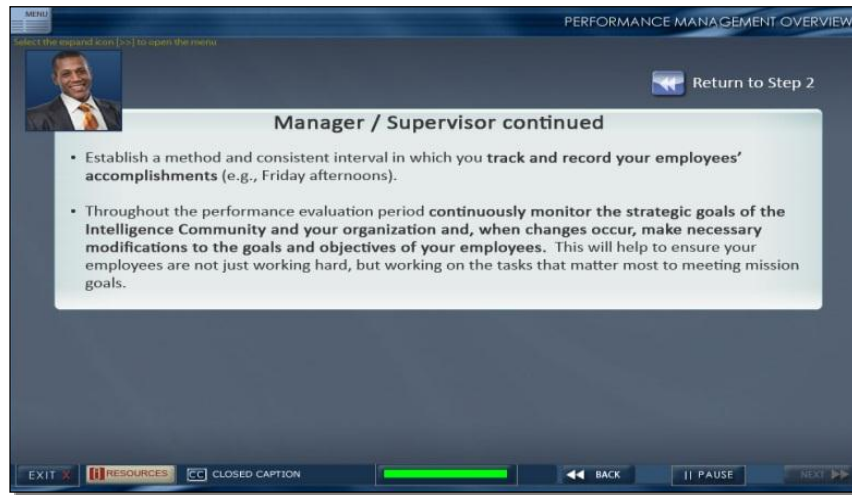 MENU
PERFORMANCE MANAGEMENT OVERVIEW
Select the expand icon [>>] to open the menu
Return to Step 2
Manager / Supervisor continued
• Establish a method and consistent interval in which you track and record your employees’
accomplishments (e.g., Friday afternoons).
• Throughout the performance evaluation period continuously monitor the strategic goals of the
Intelligence Community and your organization and, when changes occur, make necessary
modifications to the goals and objectives of your employees. This will help to ensure your
employees are not just working hard, but working on the tasks that matter most to meeting mission
goals.
EXIT X [i] RESOURCES CC CLOSED CAPTION BACK || PAUSE NEXT